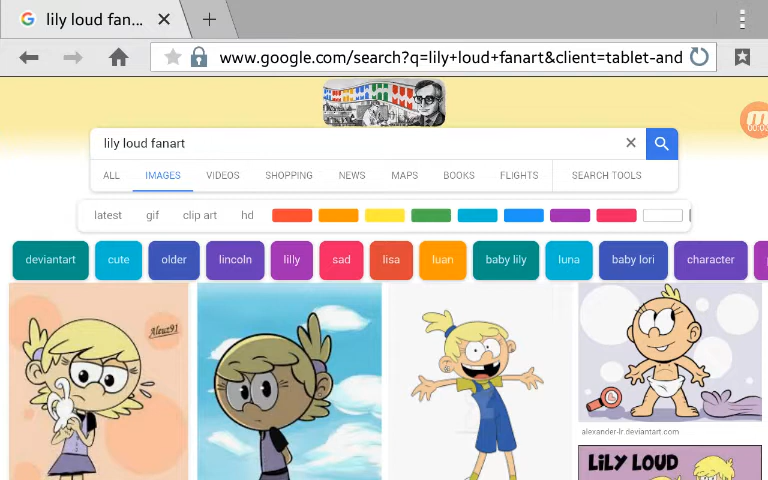 lily loud fan...
www.google.com/search?q=lily+loud+fanart&client=tablet-and
lily loud fanart
ALL IMAGES VIDEOS SHOPPING NEWS MAPS BOOKS FLIGHTS SEARCH TOOLS
latest gif clip art hd
deviantart cute older lincoln lilly sad lisa luan baby lily luna baby lori character
Aleuz91
alexander-lr.deviantart.com
LiLY LOUD